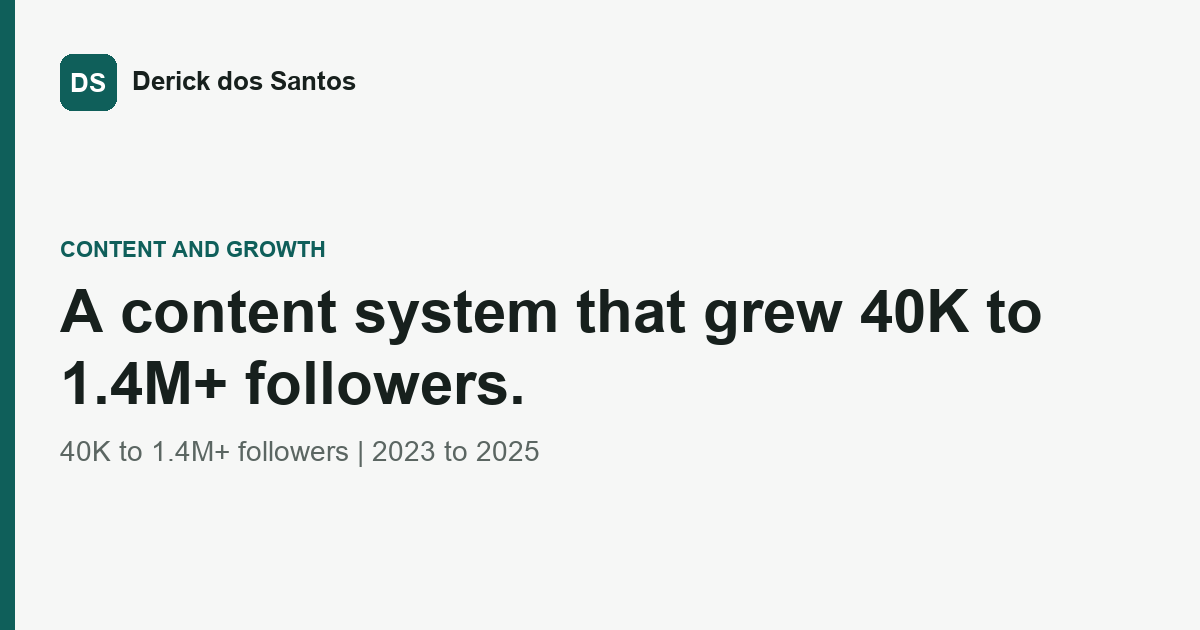 DS
Derick dos Santos
CONTENT AND GROWTH
A content system that grew 40K to
1.4M+ followers.
40K to 1.4M+ followers | 2023 to 2025